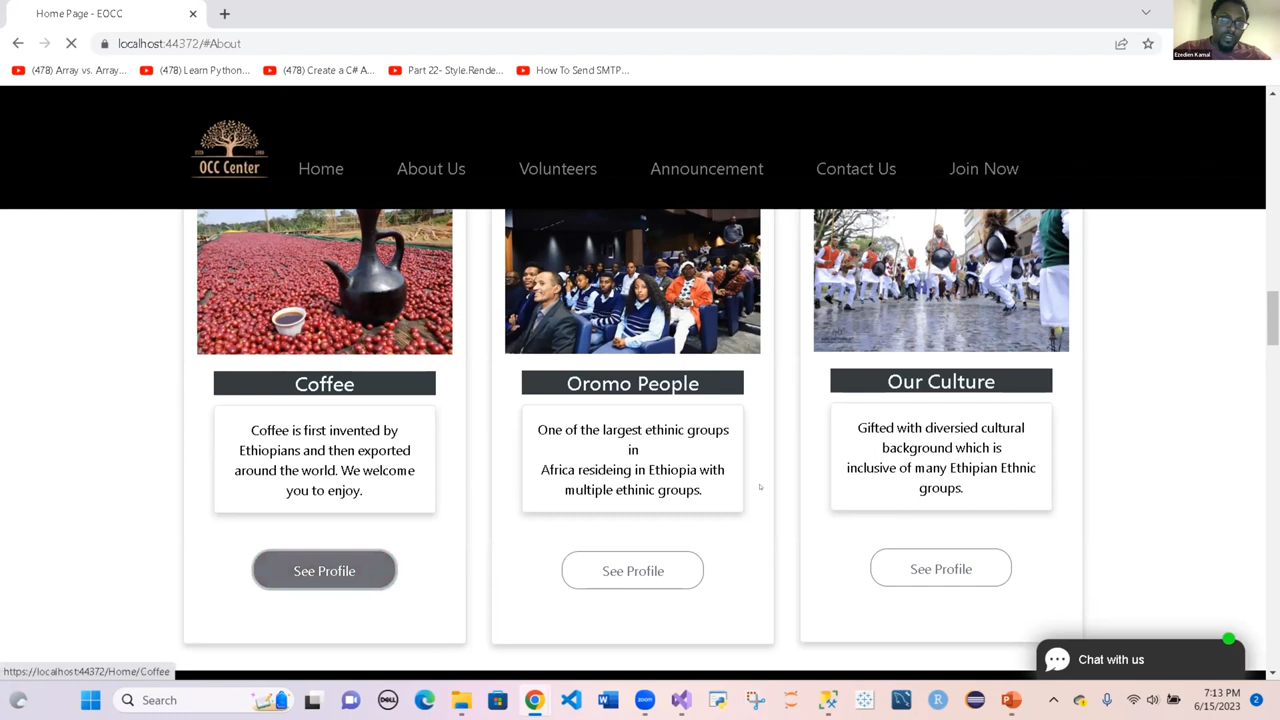 Home Page - EOCC
localhost:44372/#About
(478) Array vs. Array...
(478) Learn Python...
(478) Create a C# A...
Part 22- Style.Rende...
How To Send SMTP...
Ezedien Kamal
OCC Center
Home
About Us
Volunteers
Announcement
Contact Us
Join Now
Coffee
Coffee is first invented by
Ethiopians and then exported
around the world. We welcome
you to enjoy.
See Profile
Oromo People
One of the largest ethinic groups
in
Africa resideing in Ethiopia with
multiple ethinic groups.
See Profile
Our Culture
Gifted with diversied cultural
background which is
inclusive of many Ethipian Ethnic
groups.
See Profile
Chat with us
https://localhost:44372/Home/Coffee
Search
DELL
zoom
R
7:13 PM
6/15/2023
2